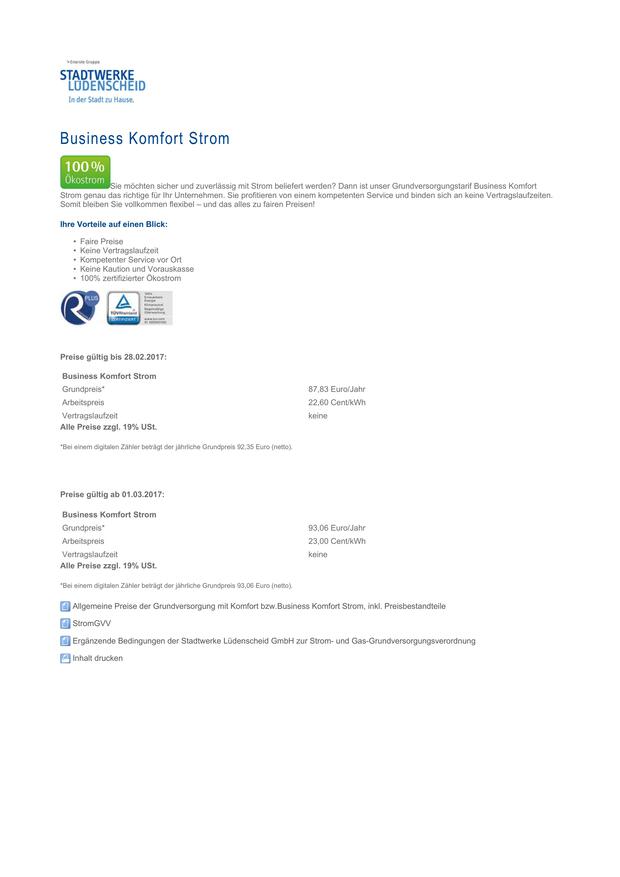 Enervie Gruppe
STADTWERKE
LÜDENSCHEID
In der Stadt zu Hause.
Business Komfort Strom
100 %
Ökostrom
Sie möchten sicher und zuverlässig mit Strom beliefert werden? Dann ist unser Grundversorgungstarif Business Komfort
Strom genau das richtige für Ihr Unternehmen. Sie profitieren von einem kompetenten Service und binden sich an keine Vertragslaufzeiten.
Somit bleiben Sie vollkommen flexibel – und das alles zu fairen Preisen!
Ihre Vorteile auf einen Blick:
• Faire Preise
• Keine Vertragslaufzeit
• Kompetenter Service vor Ort
• Keine Kaution und Vorauskasse
• 100% zertifizierter Ökostrom
R PLUS
TÜVRheinland
Preise gültig bis 28.02.2017:
Business Komfort Strom
Grundpreis* 87,83 Euro/Jahr
Arbeitspreis 22,60 Cent/kWh
Vertragslaufzeit keine
Alle Preise zzgl. 19% USt.
*Bei einem digitalen Zähler beträgt der jährliche Grundpreis 92,35 Euro (netto).
Preise gültig ab 01.03.2017:
Business Komfort Strom
Grundpreis* 93,06 Euro/Jahr
Arbeitspreis 23,00 Cent/kWh
Vertragslaufzeit keine
Alle Preise zzgl. 19% USt.
*Bei einem digitalen Zähler beträgt der jährliche Grundpreis 93,06 Euro (netto).
Allgemeine Preise der Grundversorgung mit Komfort bzw.Business Komfort Strom, inkl. Preisbestandteile
StromGVV
Ergänzende Bedingungen der Stadtwerke Lüdenscheid GmbH zur Strom- und Gas-Grundversorgungsverordnung
Inhalt drucken